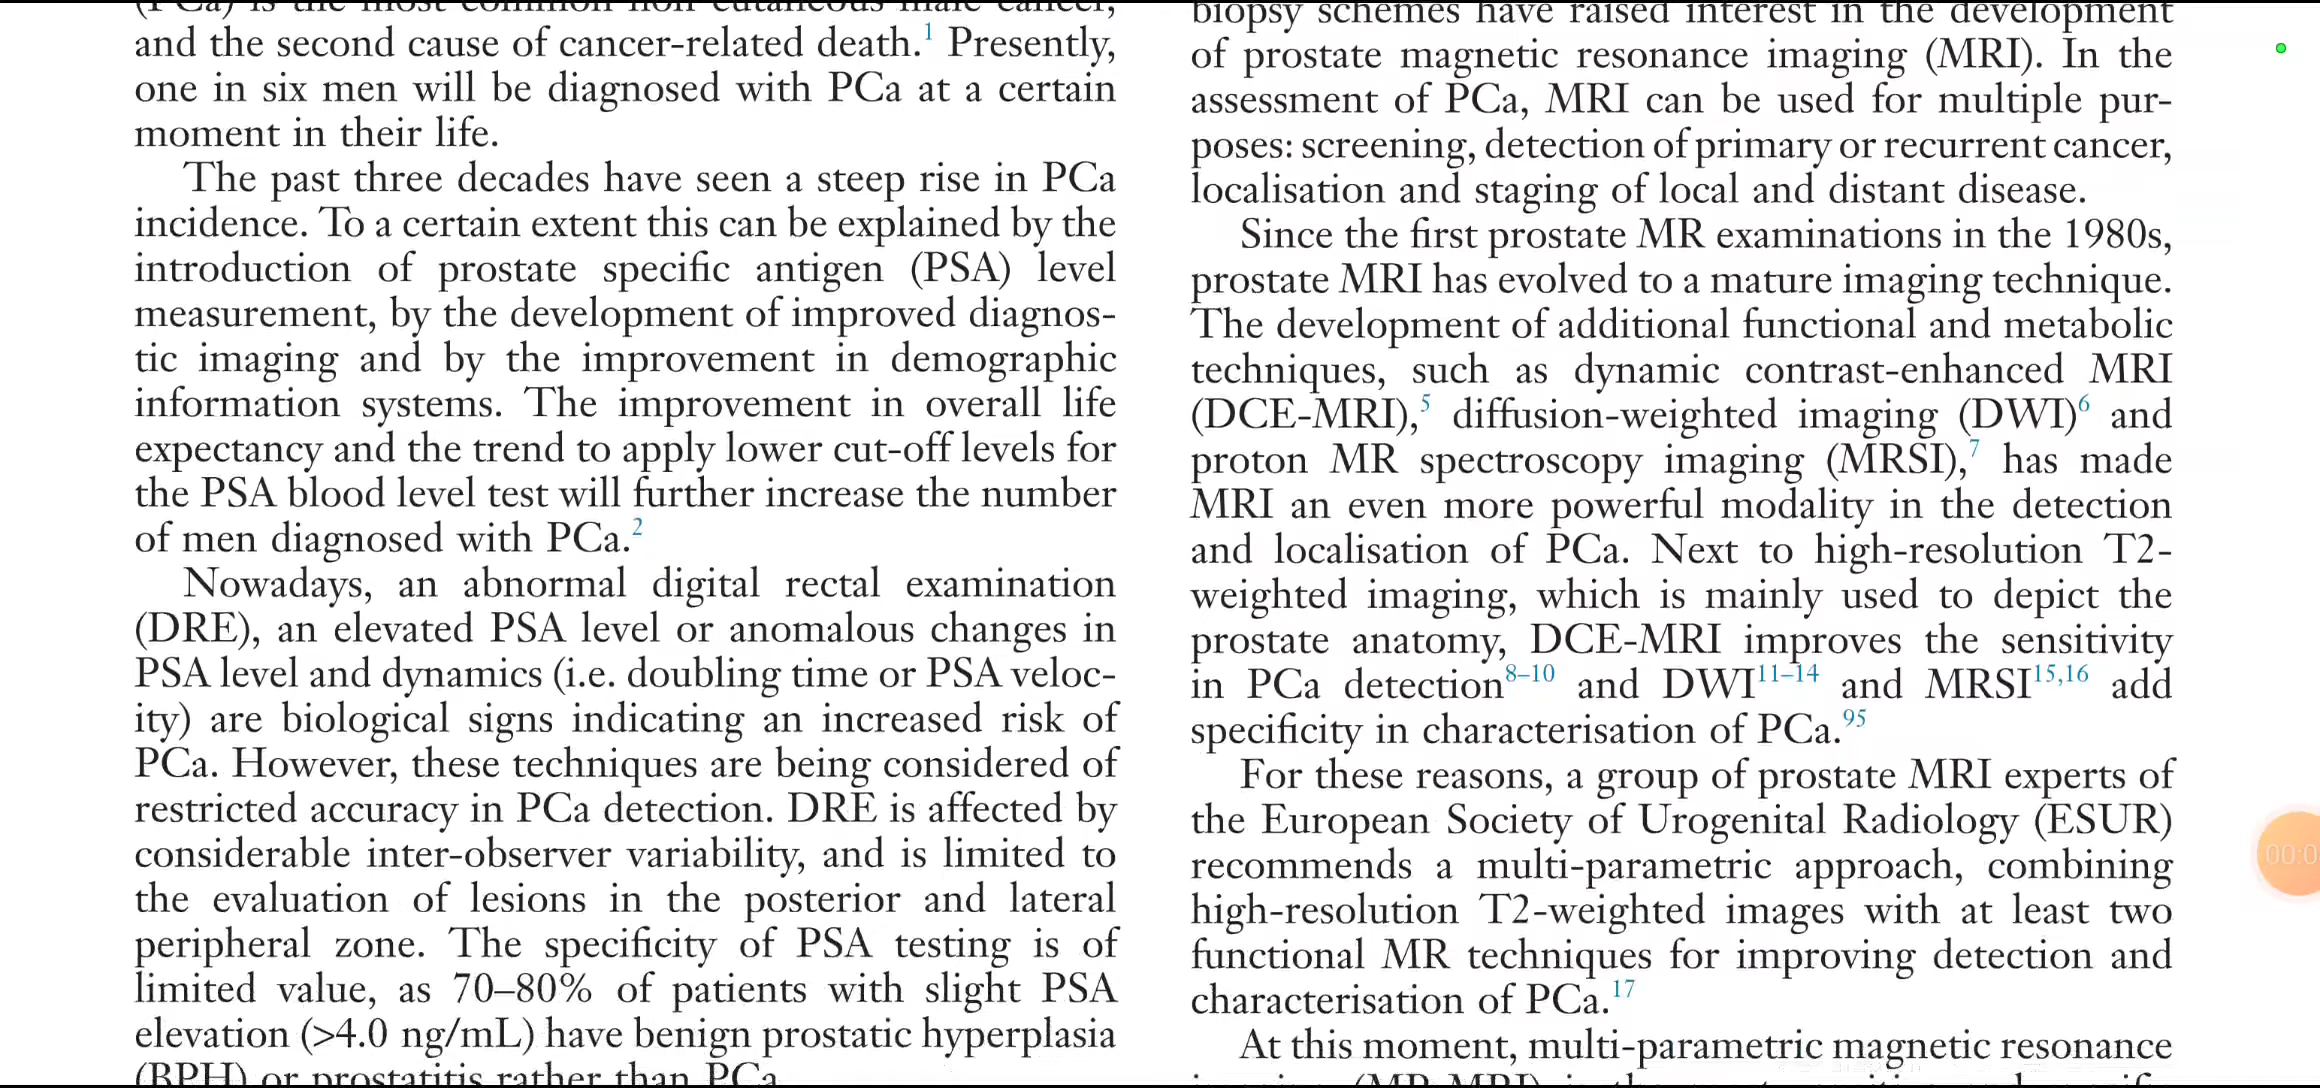 (PCa) is the most common non cutaneous male cancer,
and the second cause of cancer-related death.1 Presently,
one in six men will be diagnosed with PCa at a certain
moment in their life.
The past three decades have seen a steep rise in PCa
incidence. To a certain extent this can be explained by the
introduction of prostate specific antigen (PSA) level
measurement, by the development of improved diagnos-
tic imaging and by the improvement in demographic
information systems. The improvement in overall life
expectancy and the trend to apply lower cut-off levels for
the PSA blood level test will further increase the number
of men diagnosed with PCa.2
Nowadays, an abnormal digital rectal examination
(DRE), an elevated PSA level or anomalous changes in
PSA level and dynamics (i.e. doubling time or PSA veloc-
ity) are biological signs indicating an increased risk of
PCa. However, these techniques are being considered of
restricted accuracy in PCa detection. DRE is affected by
considerable inter-observer variability, and is limited to
the evaluation of lesions in the posterior and lateral
peripheral zone. The specificity of PSA testing is of
limited value, as 70–80% of patients with slight PSA
elevation (>4.0 ng/mL) have benign prostatic hyperplasia
(BPH) or prostatitis rather than PCa
biopsy schemes have raised interest in the development
of prostate magnetic resonance imaging (MRI). In the
assessment of PCa, MRI can be used for multiple pur-
poses: screening, detection of primary or recurrent cancer,
localisation and staging of local and distant disease.
Since the first prostate MR examinations in the 1980s,
prostate MRI has evolved to a mature imaging technique.
The development of additional functional and metabolic
techniques, such as dynamic contrast-enhanced MRI
(DCE-MRI),5 diffusion-weighted imaging (DWI)6 and
proton MR spectroscopy imaging (MRSI),7 has made
MRI an even more powerful modality in the detection
and localisation of PCa. Next to high-resolution T2-
weighted imaging, which is mainly used to depict the
prostate anatomy, DCE-MRI improves the sensitivity
in PCa detection8–10 and DWI11–14 and MRSI15,16 add
specificity in characterisation of PCa.95
For these reasons, a group of prostate MRI experts of
the European Society of Urogenital Radiology (ESUR)
recommends a multi-parametric approach, combining
high-resolution T2-weighted images with at least two
functional MR techniques for improving detection and
characterisation of PCa.17
At this moment, multi-parametric magnetic resonance
00:0